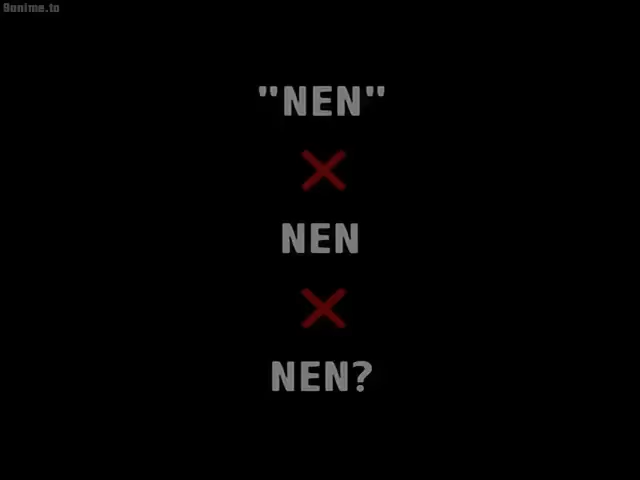 9anime.to
"NEN"
×
NEN
×
NEN?